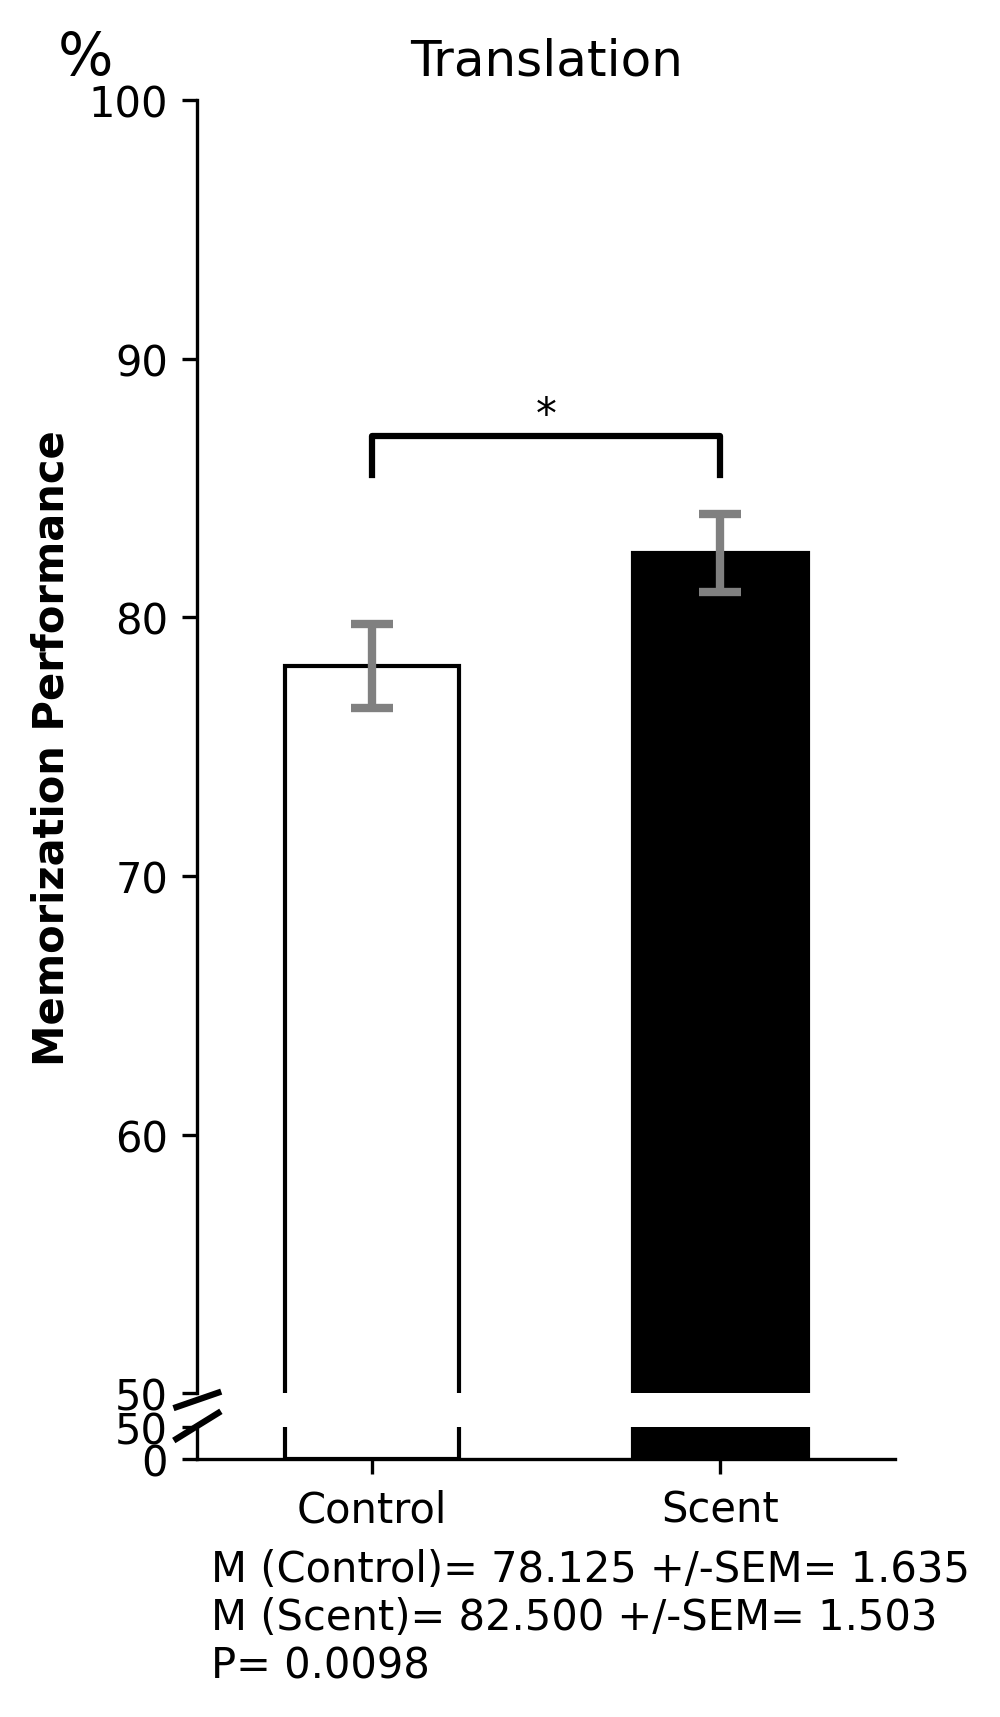 %
Translation
100
90
*
80
70
60
50
50
0
Memorization Performance
Control Scent
M (Control)= 78.125 +/-SEM= 1.635
M (Scent)= 82.500 +/-SEM= 1.503
P= 0.0098